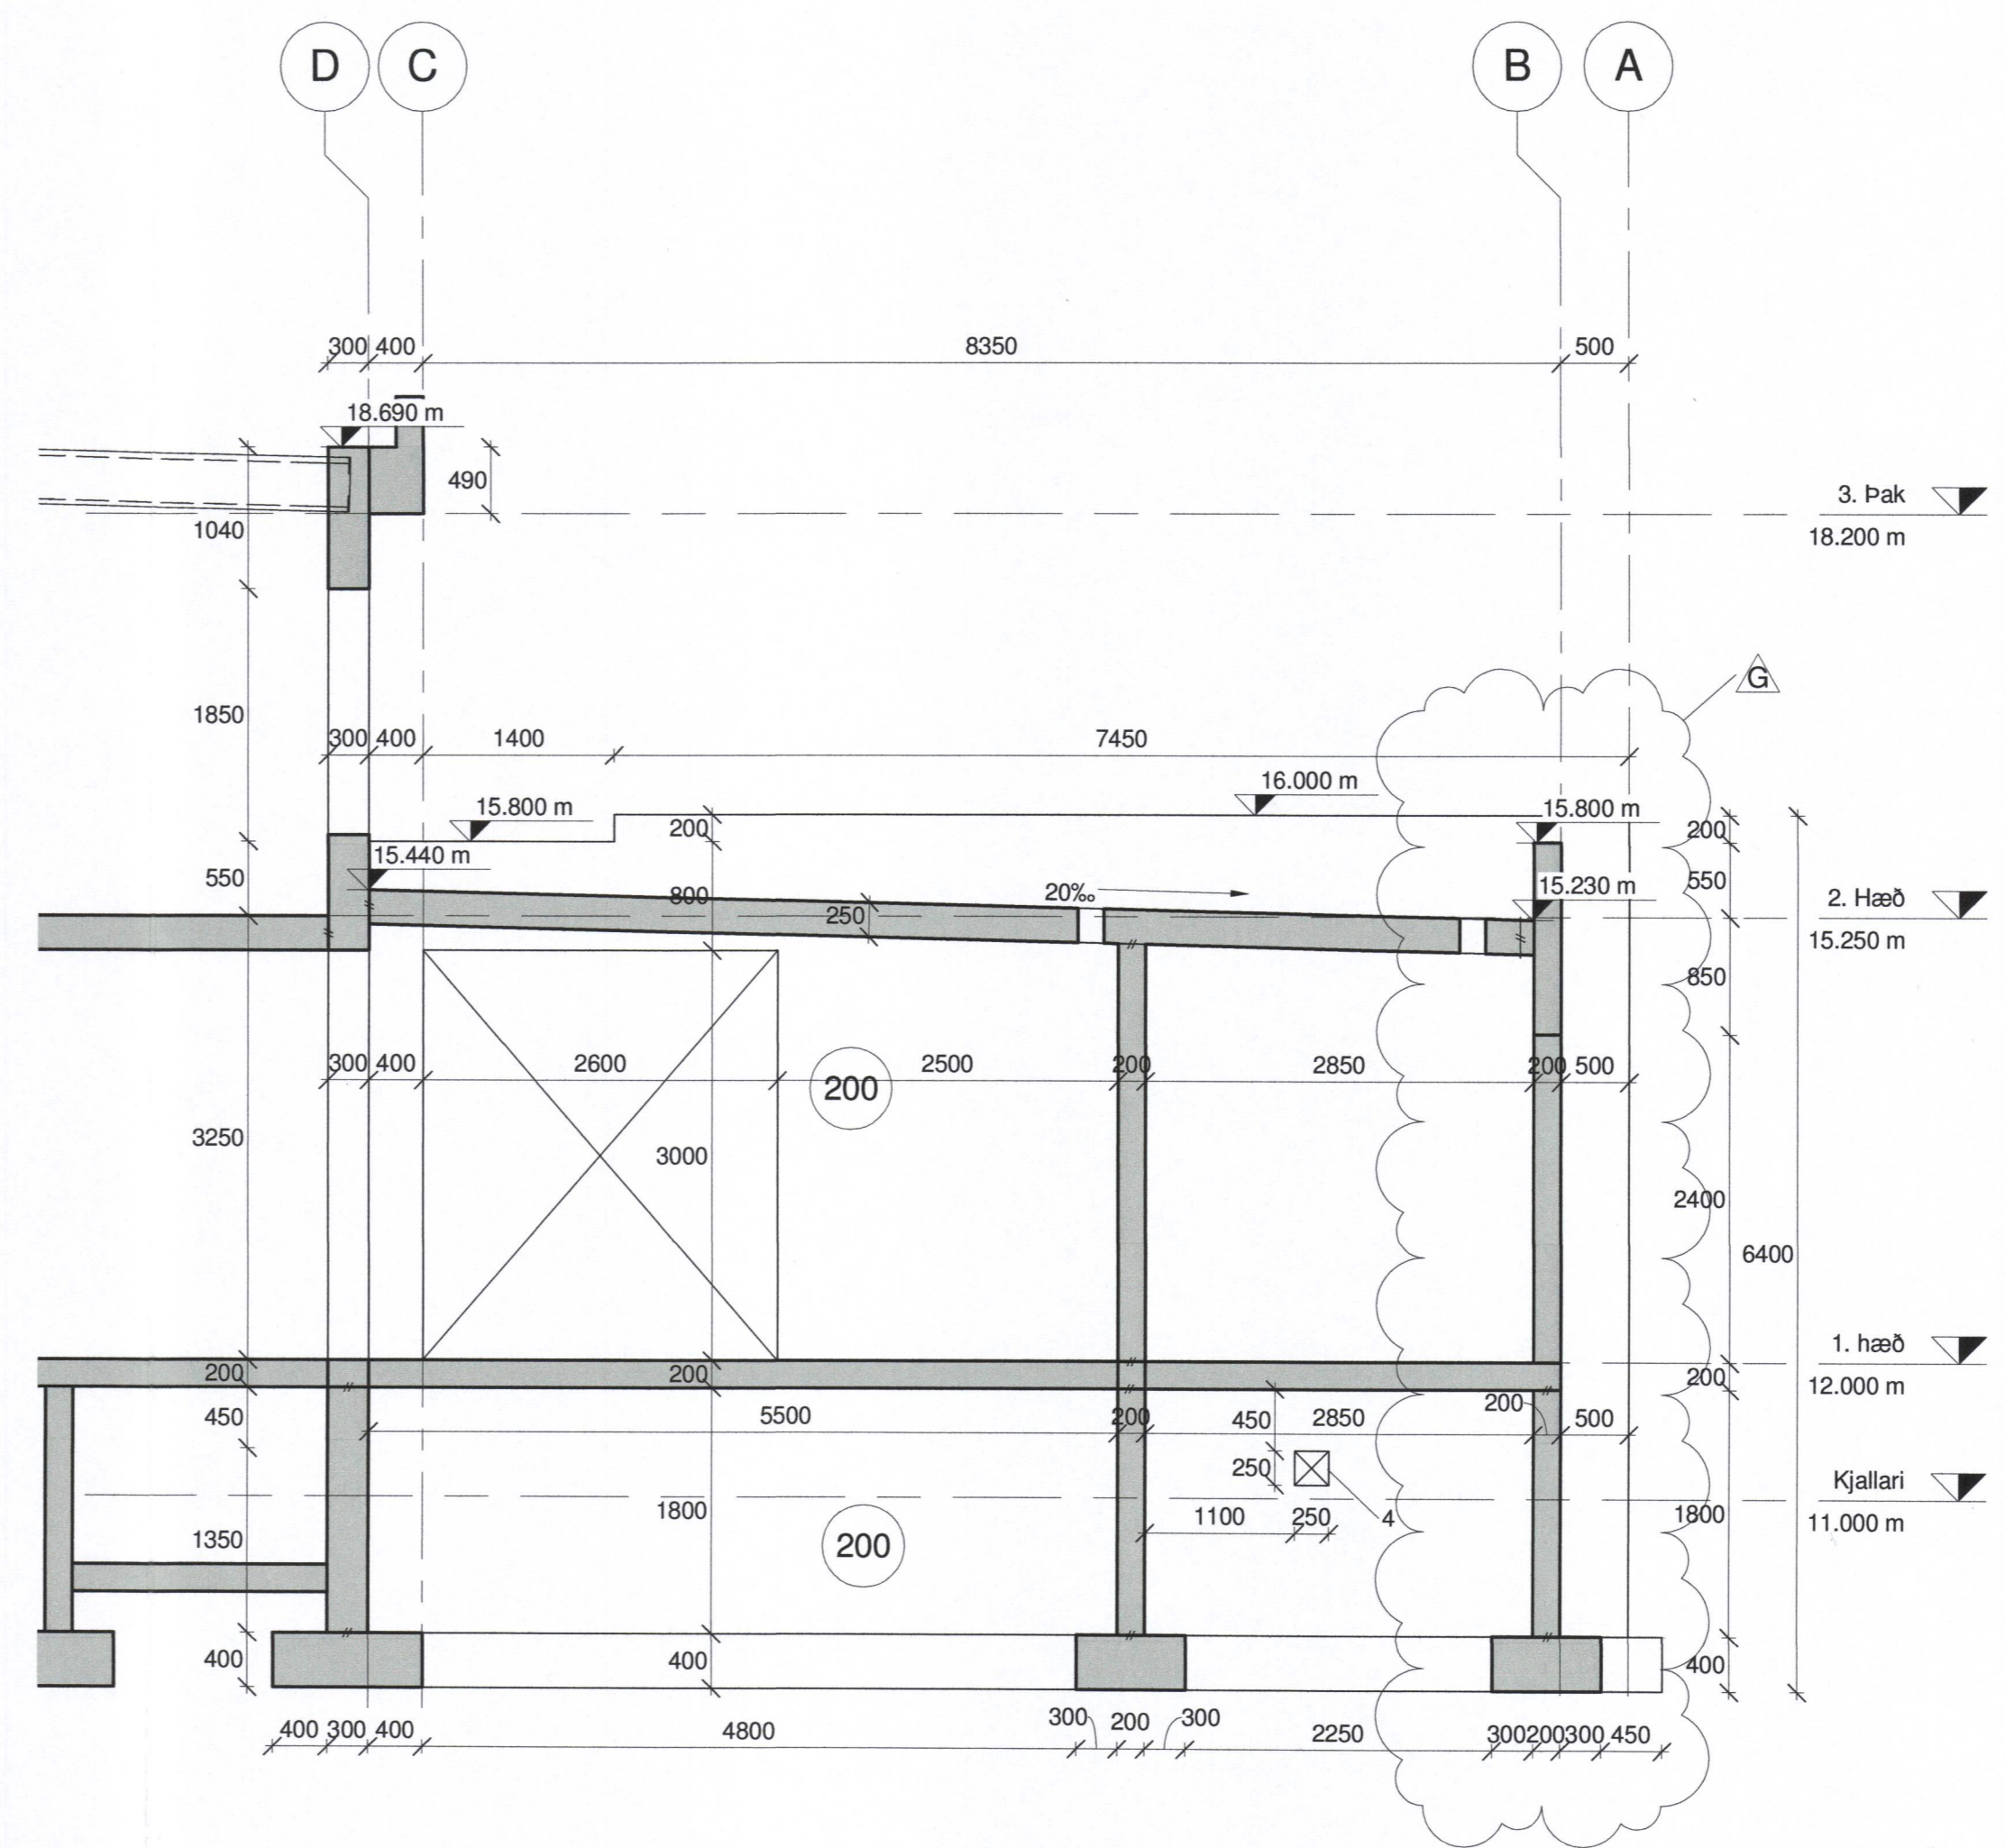 D C B A
300 400 8350 500
18.690 m
490
3. Þak
1040
18.200 m
G
1850
300 400 1400 7450
16.000 m
15.800 m 15.800 m
200 200
15.440 m
550 550
15.230 m
800 20‰
250
2. Hæð
15.250 m
850
300 400 2600 2500 200 2850 200 500
200
3250
3000
2400
6400
1. hæð
200 200 200
12.000 m
450 5500 200 450 2850 200 500
250
Kjallari
1800 1100 250 4 1800
11.000 m
1350 200
400 400 400
400 300 400 4800 300 200 300 2250 300 200 300 450